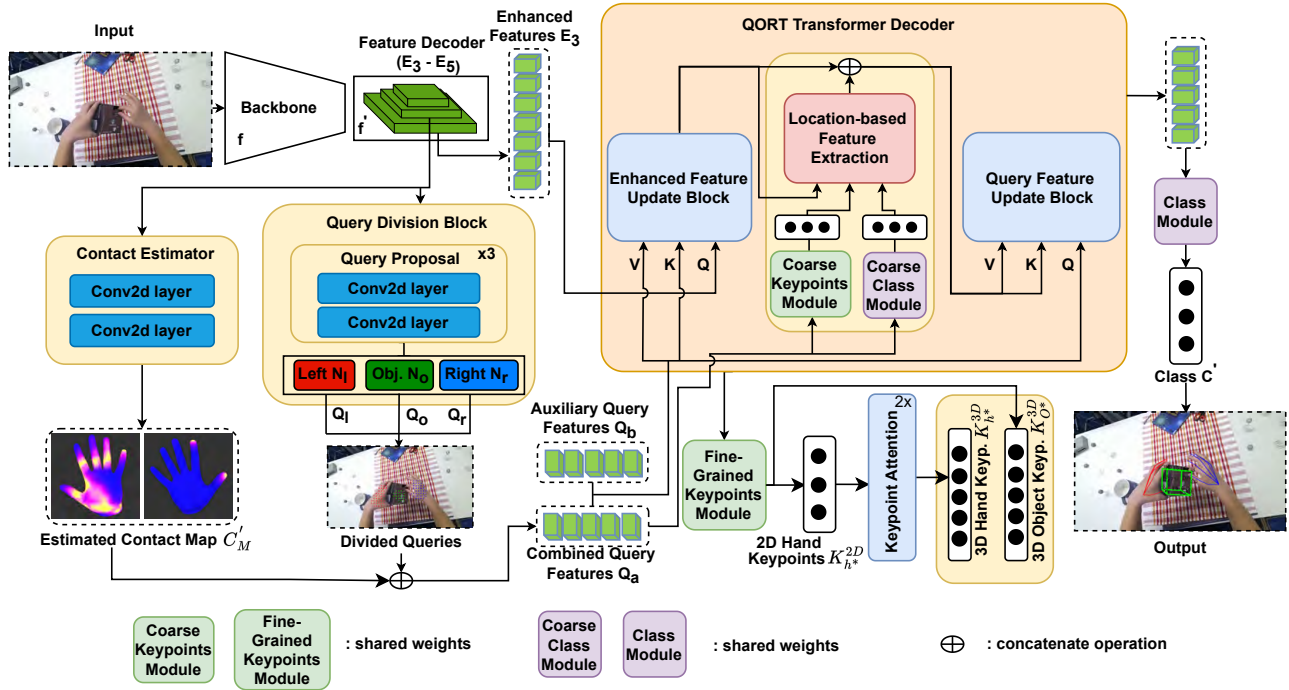 Input
Backbone
f
Feature Decoder
(E3 - E5)
f'
Enhanced
Features E3
QORT Transformer Decoder
Location-based
Feature
Extraction
Enhanced Feature
Update Block
Query Feature
Update Block
V K Q
V K Q
Coarse
Keypoints
Module
Coarse
Class
Module
Class
Module
Class C'
Output
Contact Estimator
Conv2d layer
Conv2d layer
Query Division Block
Query Proposal
x3
Conv2d layer
Conv2d layer
Left Nl
Obj. No
Right Nr
Ql
Qo
Qr
Estimated Contact Map C'M
Divided Queries
Auxiliary Query
Features Qb
Combined Query
Features Qa
Fine-
Grained
Keypoints
Module
2D Hand
Keypoints K2Dh*
2x
Keypoint Attention
3D Hand Keyp. K3Dh*
3D Object Keyp. K3DO*
Coarse
Keypoints
Module
Fine-
Grained
Keypoints
Module
: shared weights
Coarse
Class
Module
Class
Module
: shared weights
: concatenate operation